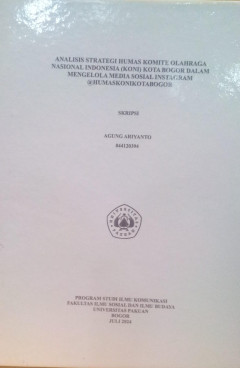 ANALISIS STRATEGI HUMAS KOMITE OLAHRAGA
NASIONAL INDONESIA (KONI) KOTA BOGOR DALAM
MENGELOLA MEDIA SOSIAL INSTAGRAM
@HUMASKONIKOTABOGOR
SKRIPSI
AGUNG ARIYANTO
044120394
PROGRAM STUDI ILMU KOMUNIKASI
FAKULTAS ILMU SOSIAL DAN ILMU BUDAYA
UNIVERSITAS PAKUAN
BOGOR
JULI 2024